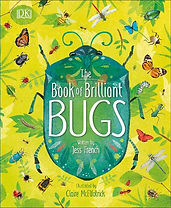 DK
The
Book of Brilliant
BUGS
Written by
Jess French
Illustrated by
Claire McElfatrick